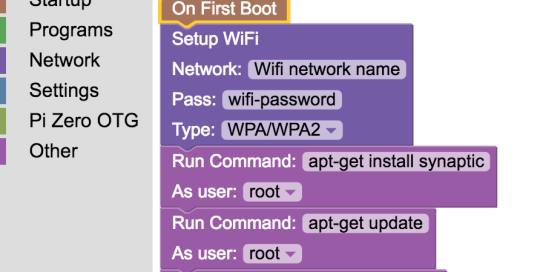 Startup
Programs
Network
Settings
Pi Zero OTG
Other
On First Boot
Setup WiFi
Network: Wifi network name
Pass: wifi-password
Type: WPA/WPA2
Run Command: apt-get install synaptic
As user: root
Run Command: apt-get update
As user: root